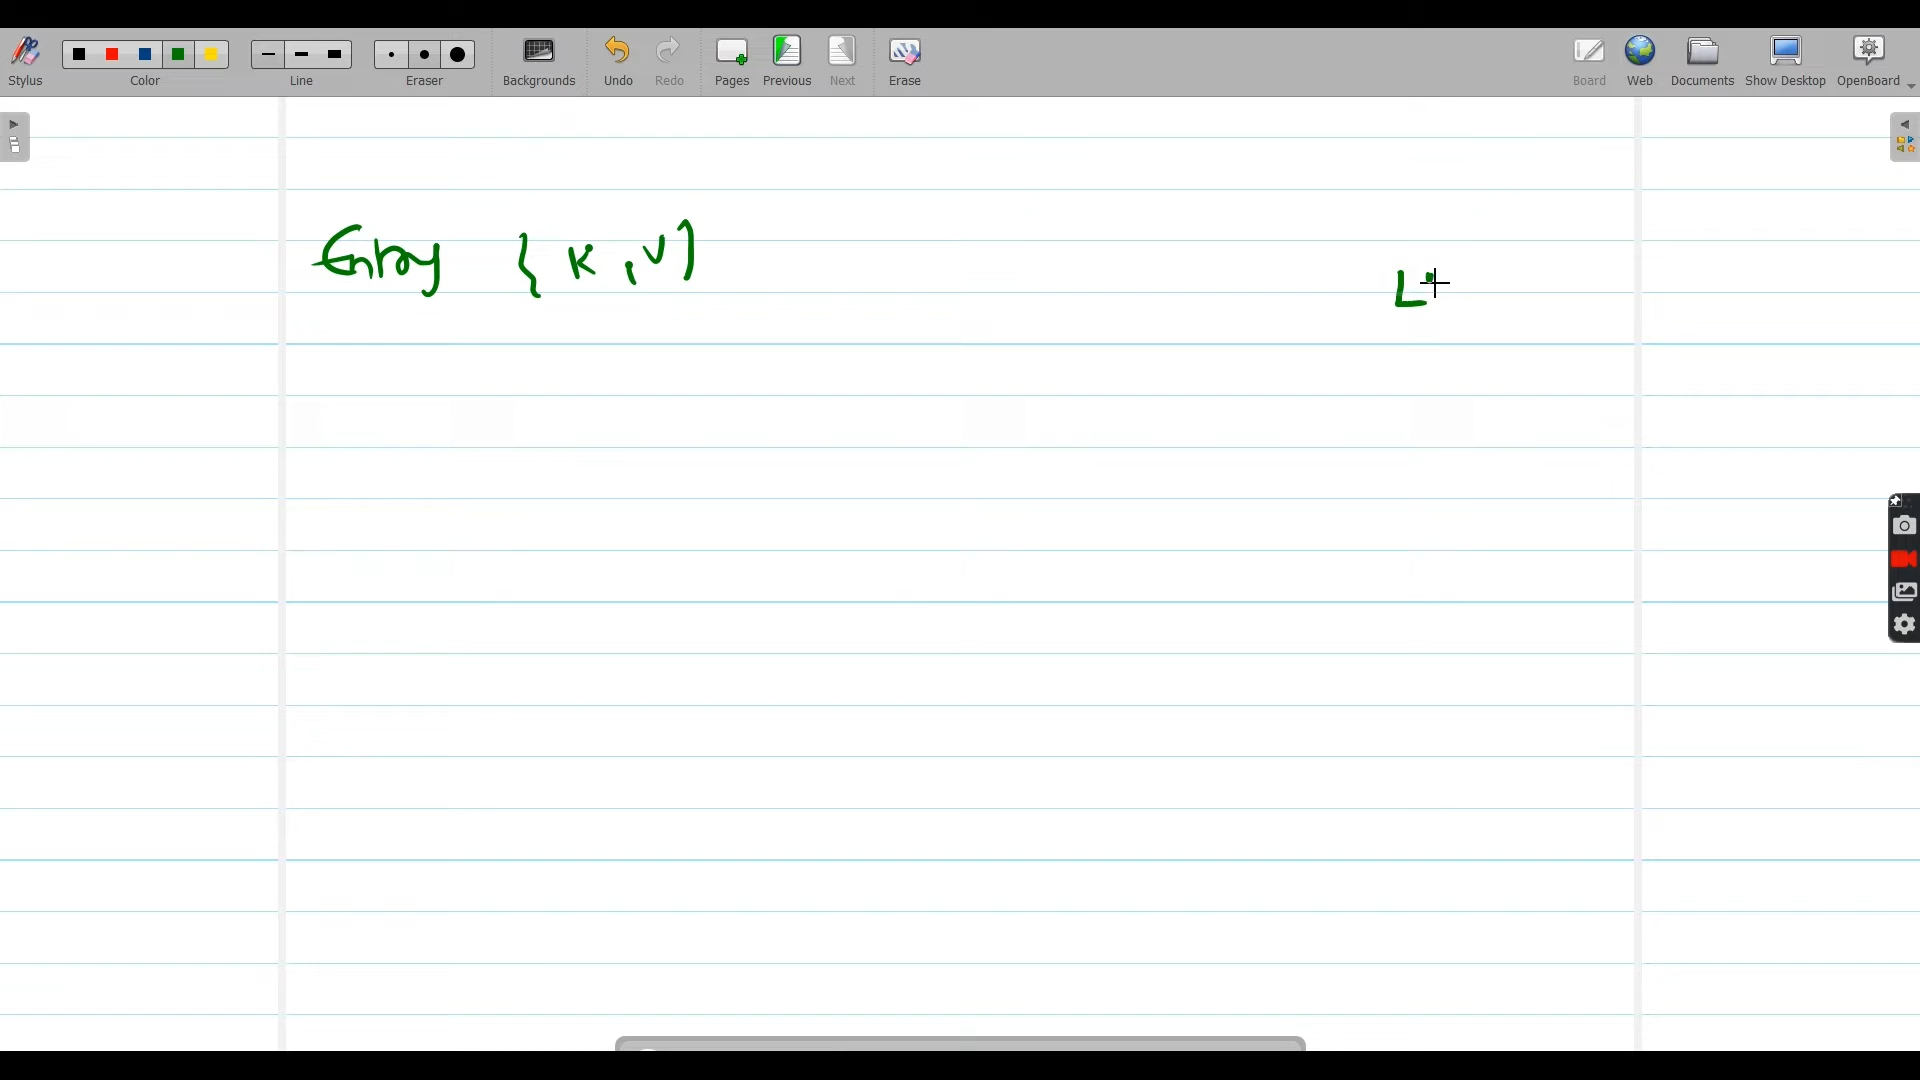 Stylus Color Line Eraser Backgrounds Undo Redo Pages Previous Next Erase Board Web Documents Show Desktop OpenBoard
Entry { K , V }
L